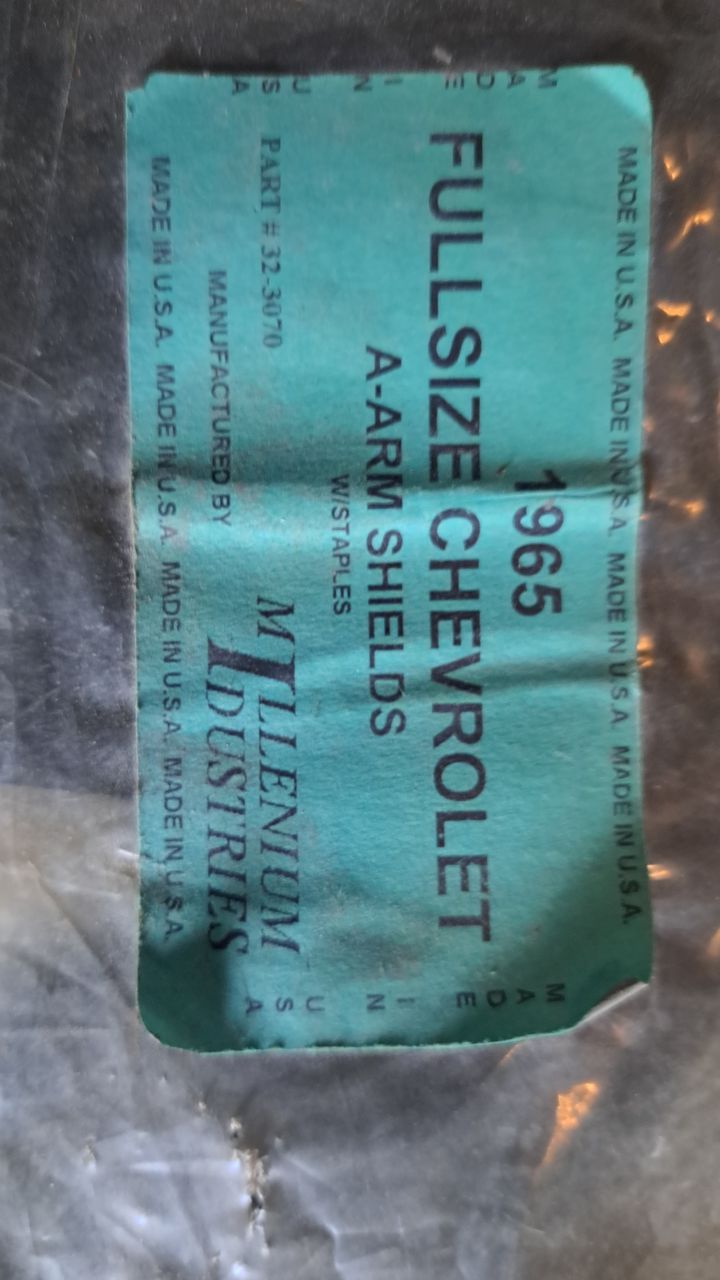 MADE IN U.S.A. MADE IN U.S.A. MADE IN U.S.A. MADE IN U.S.A.
1965
FULLSIZE CHEVROLET
A-ARM SHIELDS
W/STAPLES
PART # 32-3070
MANUFACTURED BY
MILLENIUM
INDUSTRIES
MADE IN U.S.A. MADE IN U.S.A. MADE IN U.S.A. MADE IN U.S.A.
MADE IN USA
MADE IN USA